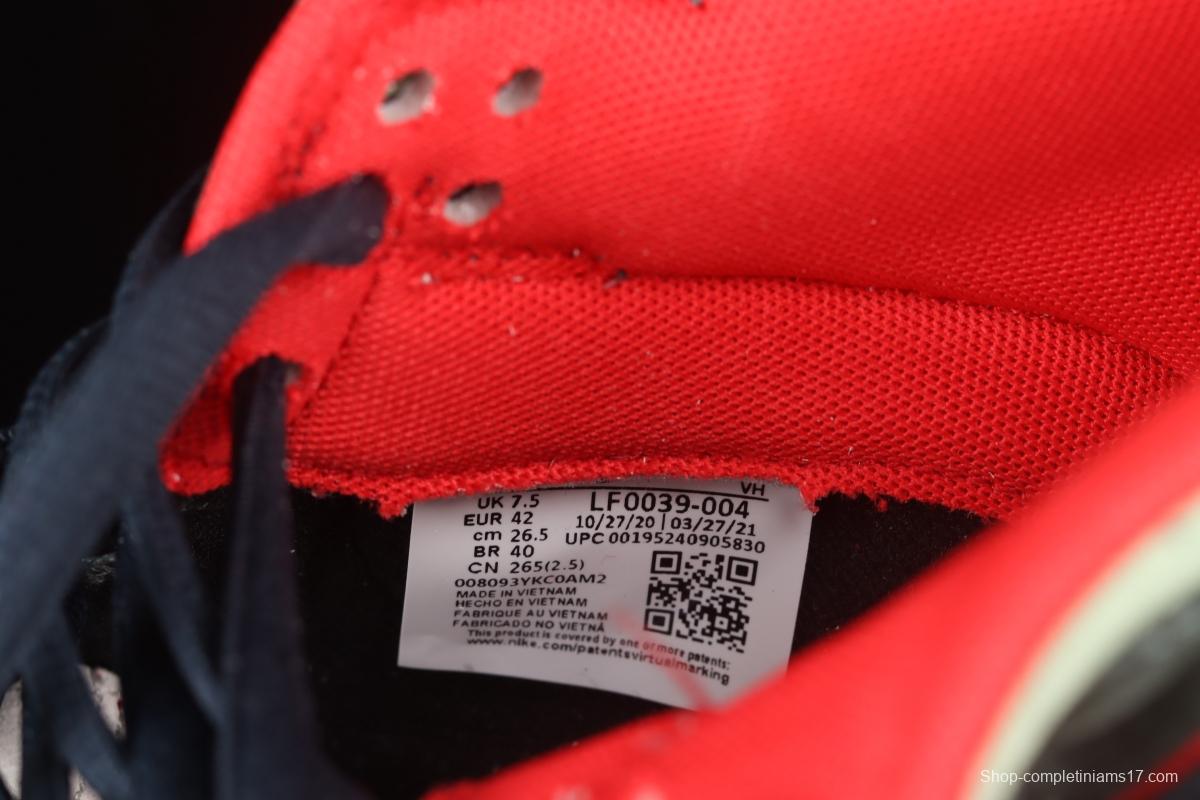 VH
UK 7.5
EUR 42
cm 26.5
BR 40
CN 265(2.5)
LF0039-004
10/27/20 | 03/27/21
UPC 00195240905830
008093YKC0AM2
MADE IN VIETNAM
HECHO EN VIETNAM
FABRIQUE AU VIETNAM
FABRICADO NO VIETNÃ
This product is covered by one or more patents:
www.nike.com/patentsvirtualmarking
Shop-completiniams17.com